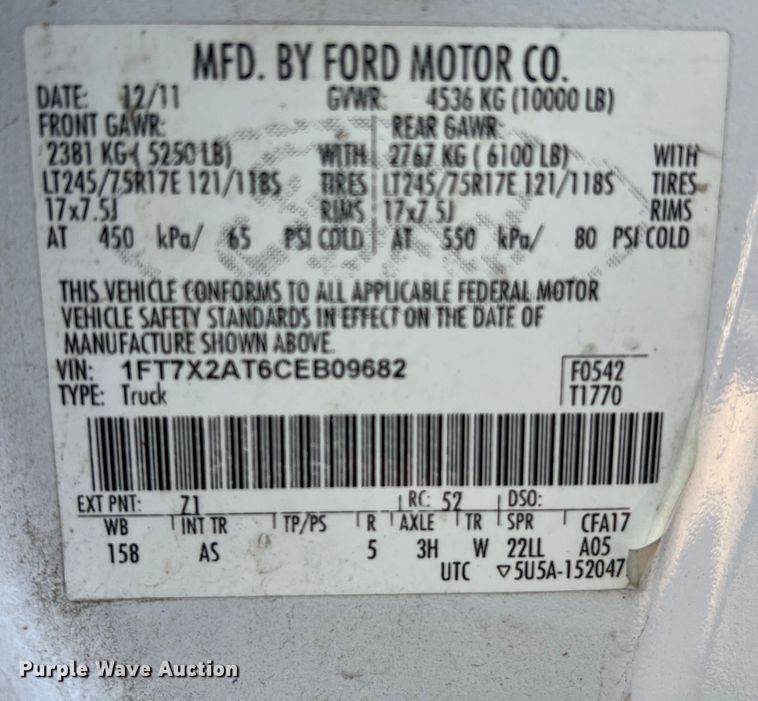 MFD. BY FORD MOTOR CO.
DATE: 12/11 GVWR: 4536 KG (10000 LB)
FRONT GAWR: REAR GAWR:
2381 KG( 5250 LB) WITH 2767 KG ( 6100 LB) WITH
LT245/75R17E 121/118S TIRES LT245/75R17E 121/118S TIRES
17x7.5J RIMS 17x7.5J RIMS
AT 450 kPa/ 65 PSI COLD AT 550 kPa/ 80 PSI COLD
THIS VEHICLE CONFORMS TO ALL APPLICABLE FEDERAL MOTOR
VEHICLE SAFETY STANDARDS IN EFFECT ON THE DATE OF
MANUFACTURE SHOWN ABOVE.
VIN: 1FT7X2AT6CEB09682 F0542
TYPE: Truck T1770
EXT PNT: Z1 RC: 52 DSO:
WB INT TR TP/PS R AXLE TR SPR CFA17
158 AS 5 3H W 22LL A05
UTC ▽5U5A-152047
Purple Wave Auction